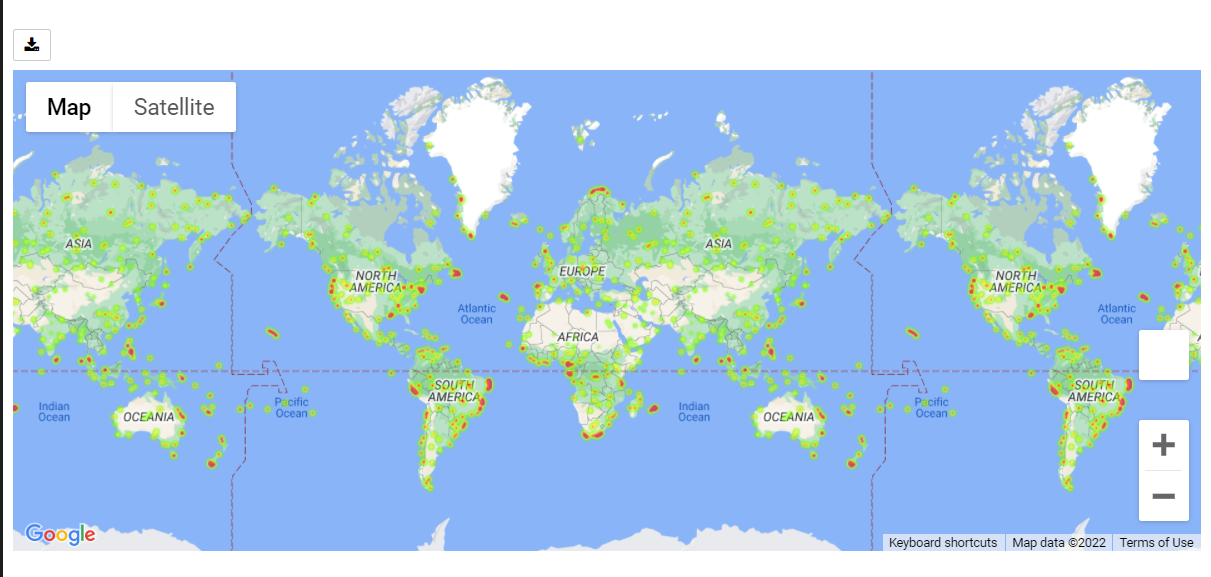 Map Satellite
ASIA
ASIA
EUROPE
NORTH
AMERICA
NORTH
AMERICA
Atlantic
Ocean
Atlantic
Ocean
AFRICA
SOUTH
AMERICA
SOUTH
AMERICA
Indian
Ocean
OCEANIA
Pacific
Ocean
Indian
Ocean
OCEANIA
Pacific
Ocean
Google
Keyboard shortcuts Map data ©2022 Terms of Use